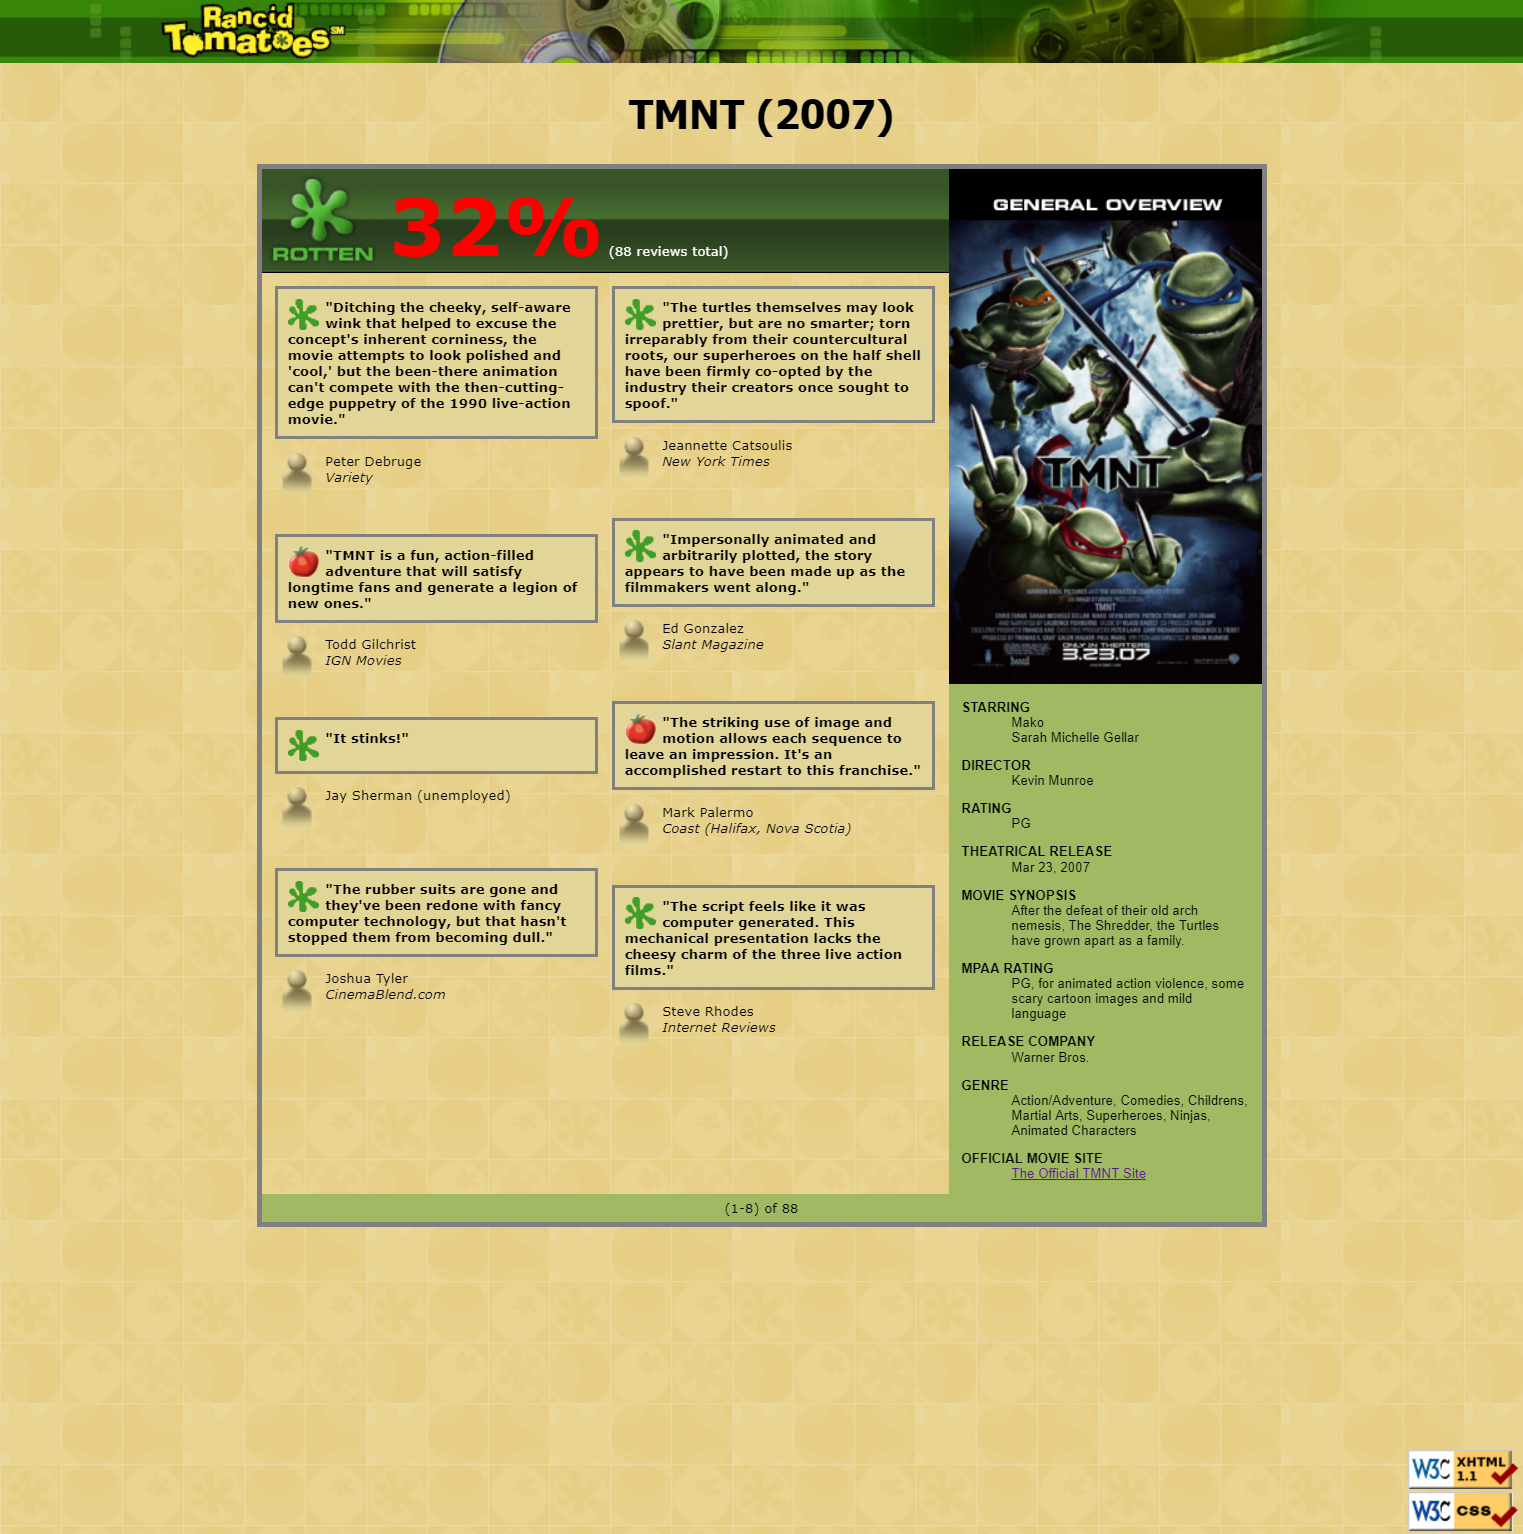 Rancid
Tomatoes SM
TMNT (2007)
ROTTEN
32% (88 reviews total)
"Ditching the cheeky, self-aware
wink that helped to excuse the
concept's inherent corniness, the
movie attempts to look polished and
'cool,' but the been-there animation
can't compete with the then-cutting-
edge puppetry of the 1990 live-action
movie."
Peter Debruge
Variety
"TMNT is a fun, action-filled
adventure that will satisfy
longtime fans and generate a legion of
new ones."
Todd Gilchrist
IGN Movies
"It stinks!"
Jay Sherman (unemployed)
"The rubber suits are gone and
they've been redone with fancy
computer technology, but that hasn't
stopped them from becoming dull."
Joshua Tyler
CinemaBlend.com
"The turtles themselves may look
prettier, but are no smarter; torn
irreparably from their countercultural
roots, our superheroes on the half shell
have been firmly co-opted by the
industry their creators once sought to
spoof."
Jeannette Catsoulis
New York Times
"Impersonally animated and
arbitrarily plotted, the story
appears to have been made up as the
filmmakers went along."
Ed Gonzalez
Slant Magazine
"The striking use of image and
motion allows each sequence to
leave an impression. It's an
accomplished restart to this franchise."
Mark Palermo
Coast (Halifax, Nova Scotia)
"The script feels like it was
computer generated. This
mechanical presentation lacks the
cheesy charm of the three live action
films."
Steve Rhodes
Internet Reviews
GENERAL OVERVIEW
TMNT
TMNT
ONLY IN THEATERS
3.23.07
STARRING
Mako
Sarah Michelle Gellar
DIRECTOR
Kevin Munroe
RATING
PG
THEATRICAL RELEASE
Mar 23, 2007
MOVIE SYNOPSIS
After the defeat of their old arch
nemesis, The Shredder, the Turtles
have grown apart as a family.
MPAA RATING
PG, for animated action violence, some
scary cartoon images and mild
language
RELEASE COMPANY
Warner Bros.
GENRE
Action/Adventure, Comedies, Childrens,
Martial Arts, Superheroes, Ninjas,
Animated Characters
OFFICIAL MOVIE SITE
The Official TMNT Site
(1-8) of 88
W3C XHTML
1.1
W3C CSS